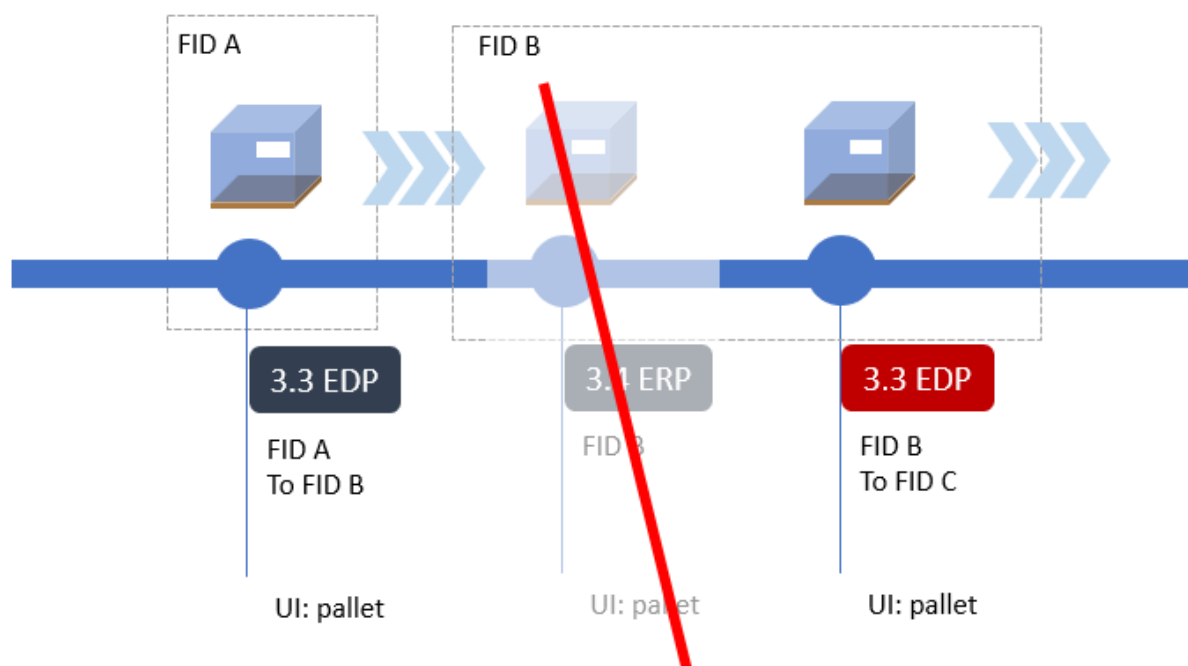 FID A
FID B
3.3 EDP
3.4 ERP
3.3 EDP
FID A
To FID B
FID B
FID B
To FID C
UI: pallet
UI: pallet
UI: pallet